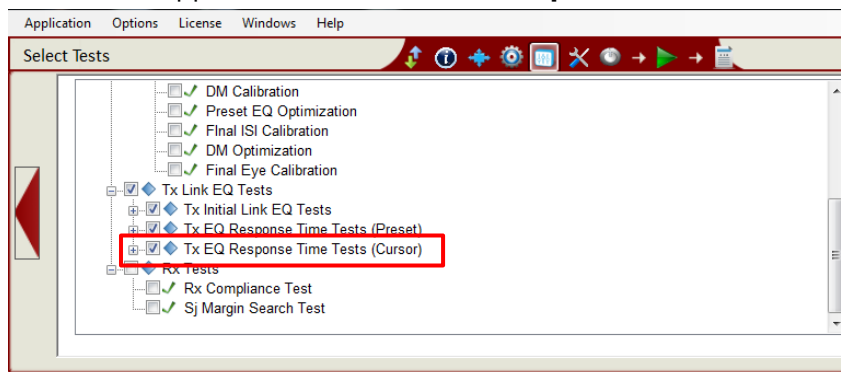 Application Options License Windows Help
Select Tests
DM Calibration
Preset EQ Optimization
FInal ISI Calibration
DM Optimization
Final Eye Calibration
Tx Link EQ Tests
Tx Initial Link EQ Tests
Tx EQ Response Time Tests (Preset)
Tx EQ Response Time Tests (Cursor)
Rx Tests
Rx Compliance Test
Sj Margin Search Test